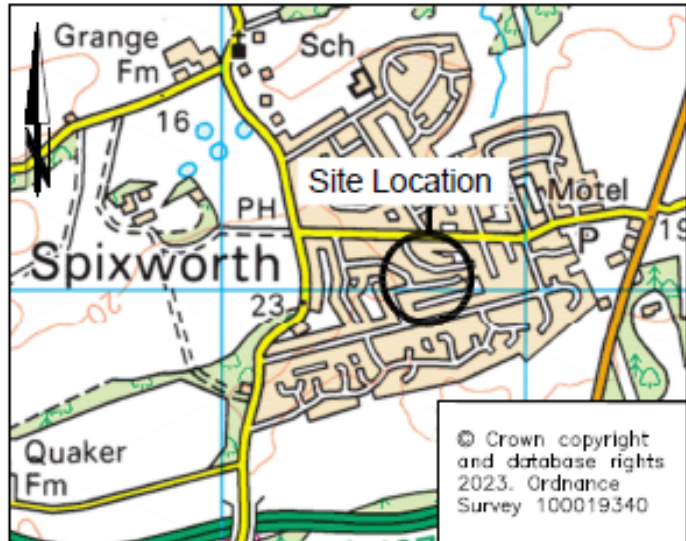 Grange
Fm
Sch
16
Site Location
PH
Motel
P
19
Spixworth
20
23
Quaker
Fm
© Crown copyright
and database rights
2023. Ordnance
Survey 100019340